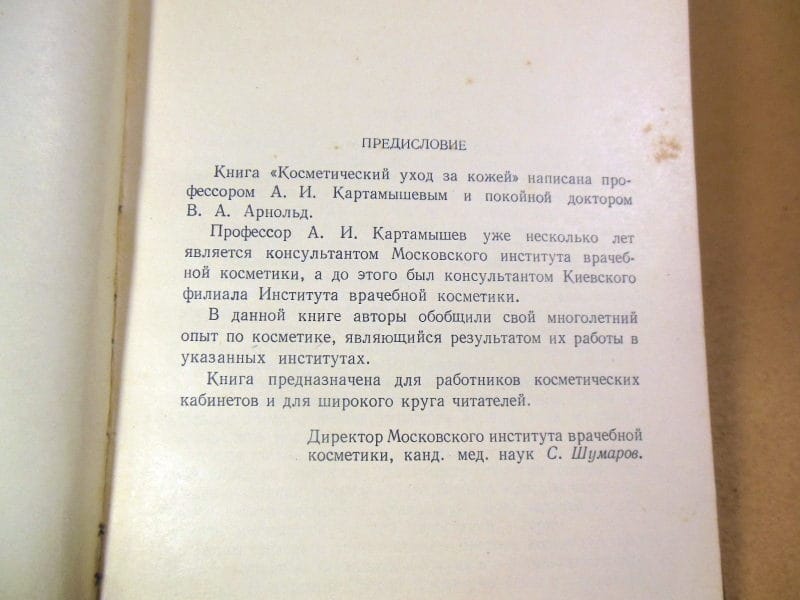 ПРЕДИСЛОВИЕ
Книга «Косметический уход за кожей» написана про-
фессором А. И. Картамышевым и покойной доктором
В. А. Арнольд.
Профессор А. И. Картамышев уже несколько лет
является консультантом Московского института врачеб-
ной косметики, а до этого был консультантом Киевского
филиала Института врачебной косметики.
В данной книге авторы обобщили свой многолетний
опыт по косметике, являющийся результатом их работы в
указанных институтах.
Книга предназначена для работников косметических
кабинетов и для широкого круга читателей.
Директор Московского института врачебной
косметики, канд. мед. наук С. Шумаров.